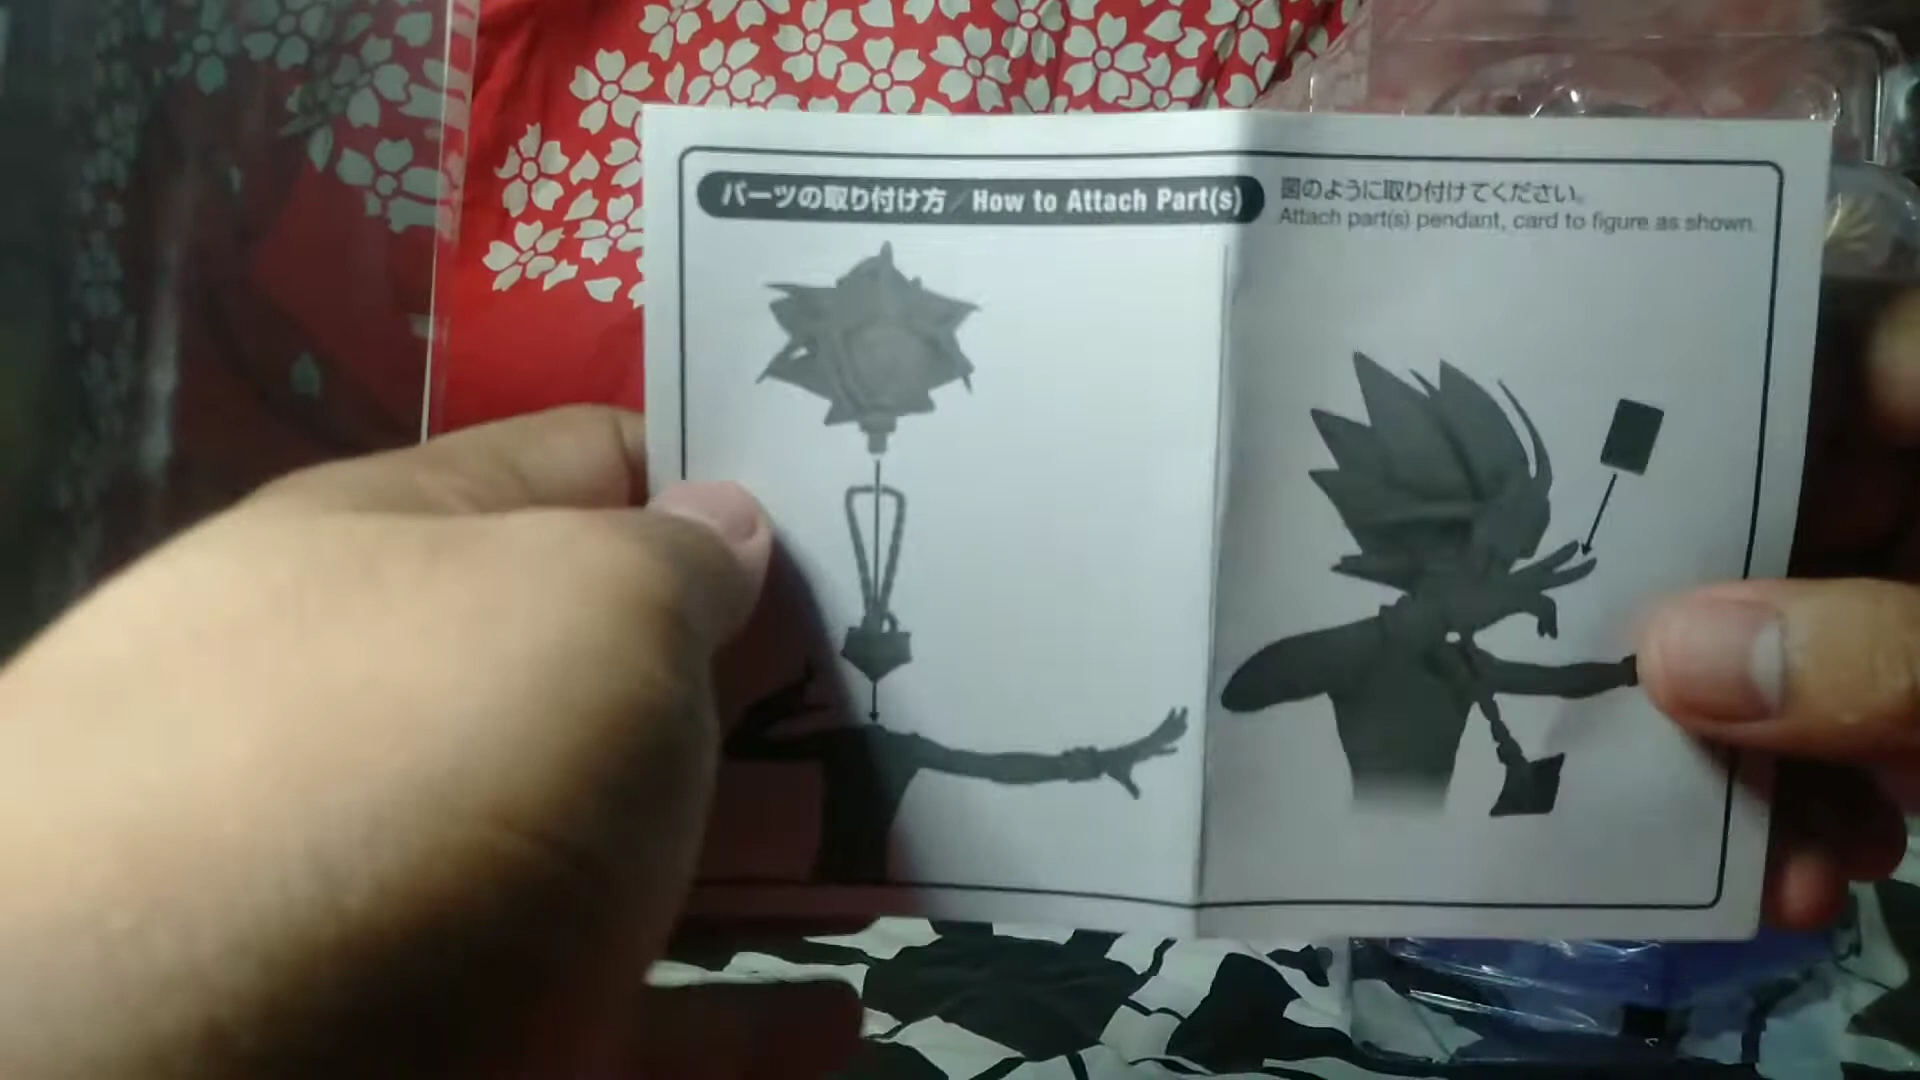 パーツの取り付け方／How to Attach Part(s)
図のように取り付けてください。
Attach part(s) pendant, card to figure as shown.